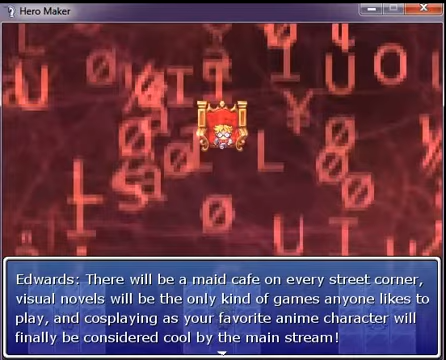 Hero Maker
Edwards: There will be a maid cafe on every street corner,
visual novels will be the only kind of games anyone likes to
play, and cosplaying as your favorite anime character will
finally be considered cool by the main stream!